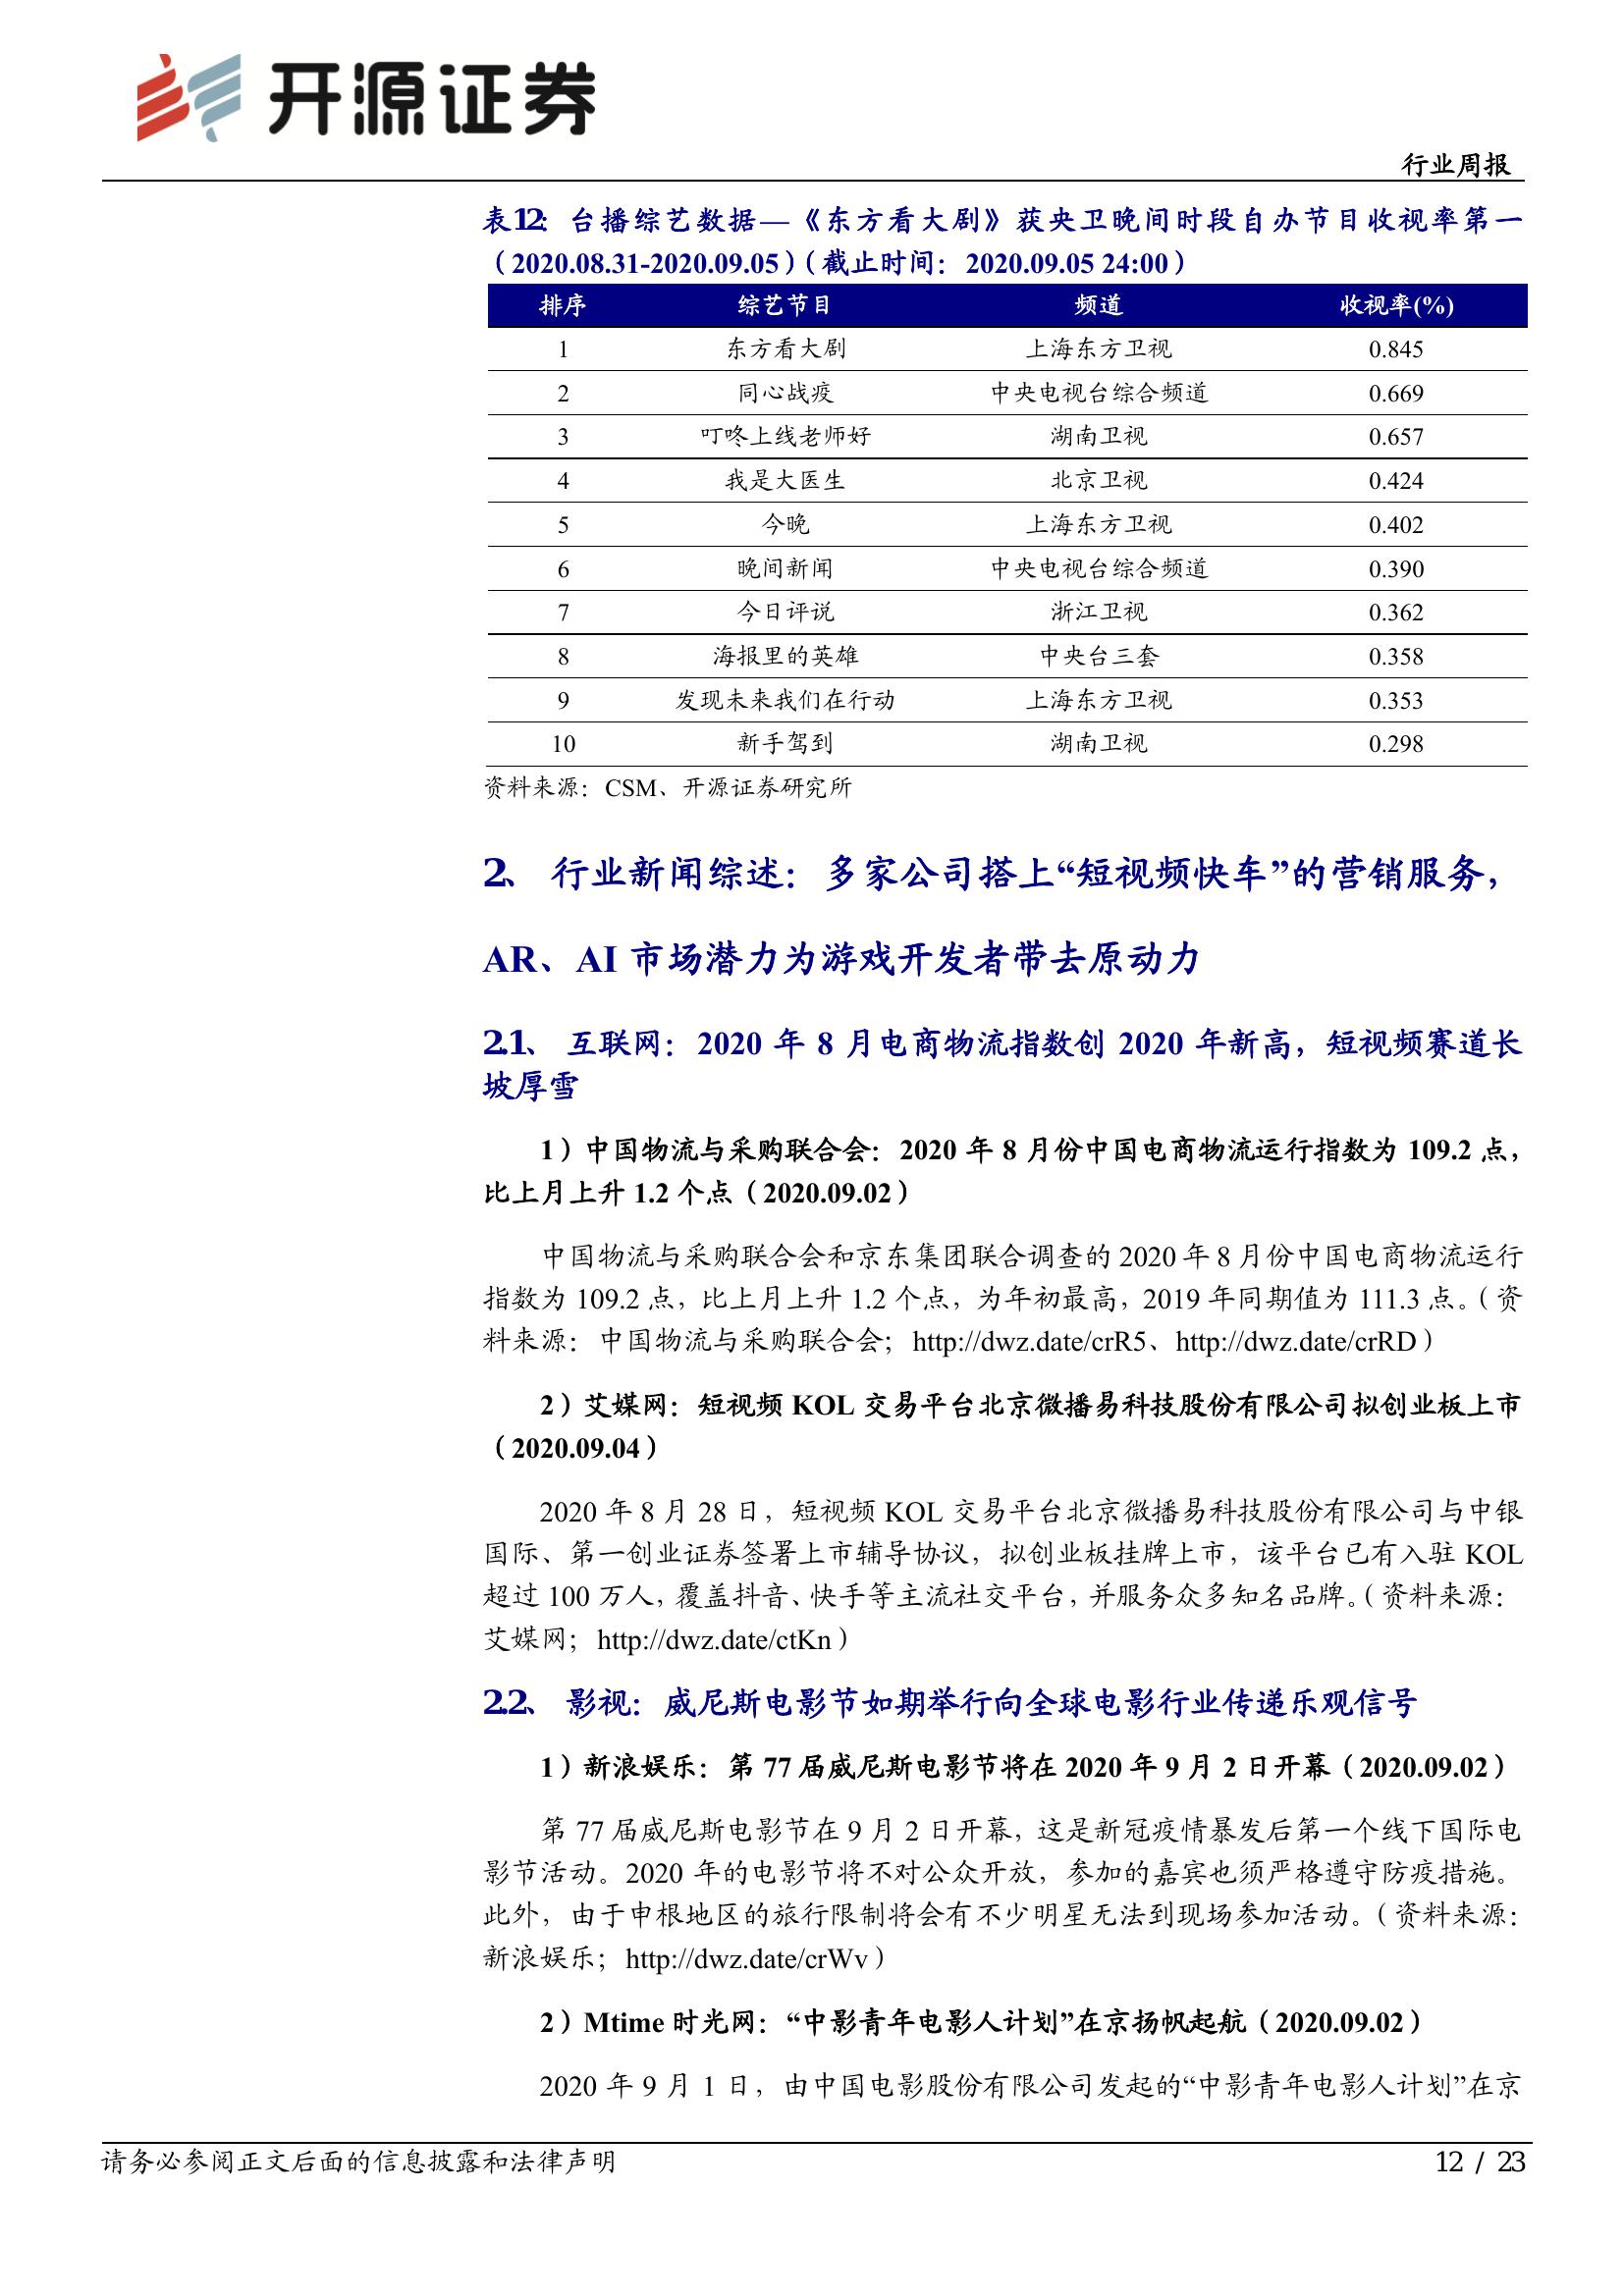 开源证券
行业周报
表12：台播综艺数据—《东方看大剧》获央卫晚间时段自办节目收视率第一
（2020.08.31-2020.09.05）（截止时间：2020.09.05 24:00）
排序 综艺节目 频道 收视率(%)
1 东方看大剧 上海东方卫视 0.845
2 同心战疫 中央电视台综合频道 0.669
3 叮咚上线老师好 湖南卫视 0.657
4 我是大医生 北京卫视 0.424
5 今晚 上海东方卫视 0.402
6 晚间新闻 中央电视台综合频道 0.390
7 今日评说 浙江卫视 0.362
8 海报里的英雄 中央台三套 0.358
9 发现未来我们在行动 上海东方卫视 0.353
10 新手驾到 湖南卫视 0.298
资料来源：CSM、开源证券研究所
2、 行业新闻综述：多家公司搭上“短视频快车”的营销服务，
AR、AI 市场潜力为游戏开发者带去原动力
2.1、 互联网：2020 年 8 月电商物流指数创 2020 年新高，短视频赛道长
坡厚雪
1）中国物流与采购联合会：2020 年 8 月份中国电商物流运行指数为 109.2 点，
比上月上升 1.2 个点（2020.09.02）
中国物流与采购联合会和京东集团联合调查的 2020 年 8 月份中国电商物流运行
指数为 109.2 点，比上月上升 1.2 个点，为年初最高，2019 年同期值为 111.3 点。（资
料来源：中国物流与采购联合会；http://dwz.date/crR5、http://dwz.date/crRD）
2）艾媒网：短视频 KOL 交易平台北京微播易科技股份有限公司拟创业板上市
（2020.09.04）
2020 年 8 月 28 日，短视频 KOL 交易平台北京微播易科技股份有限公司与中银
国际、第一创业证券签署上市辅导协议，拟创业板挂牌上市，该平台已有入驻 KOL
超过 100 万人，覆盖抖音、快手等主流社交平台，并服务众多知名品牌。（资料来源：
艾媒网；http://dwz.date/ctKn）
2.2、 影视：威尼斯电影节如期举行向全球电影行业传递乐观信号
1）新浪娱乐：第 77 届威尼斯电影节将在 2020 年 9 月 2 日开幕（2020.09.02）
第 77 届威尼斯电影节在 9 月 2 日开幕，这是新冠疫情暴发后第一个线下国际电
影节活动。2020 年的电影节将不对公众开放，参加的嘉宾也须严格遵守防疫措施。
此外，由于申根地区的旅行限制将会有不少明星无法到现场参加活动。（资料来源：
新浪娱乐；http://dwz.date/crWv）
2）Mtime 时光网：“中影青年电影人计划”在京扬帆起航（2020.09.02）
2020 年 9 月 1 日，由中国电影股份有限公司发起的“中影青年电影人计划”在京
请务必参阅正文后面的信息披露和法律声明
12 / 23